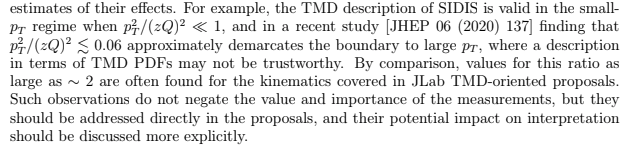 estimates of their effects. For example, the TMD description of SIDIS is valid in the small-
p_T regime when p_T^2/(zQ)^2 ≪ 1, and in a recent study [JHEP 06 (2020) 137] finding that
p_T^2/(zQ)^2 ≲ 0.06 approximately demarcates the boundary to large p_T, where a description
in terms of TMD PDFs may not be trustworthy. By comparison, values for this ratio as
large as ∼ 2 are often found for the kinematics covered in JLab TMD-oriented proposals.
Such observations do not negate the value and importance of the measurements, but they
should be addressed directly in the proposals, and their potential impact on interpretation
should be discussed more explicitly.